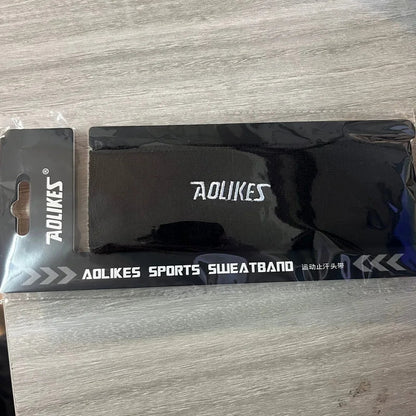 AOLIKES®
AOLIKES
AOLIKES SPORTS SWEATBAND 运动止汗头带